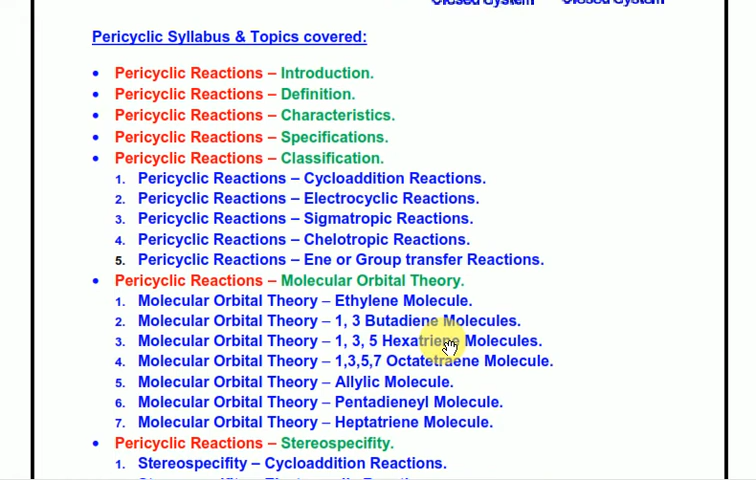 Closed System Closed System
Pericyclic Syllabus & Topics covered:
• Pericyclic Reactions – Introduction.
• Pericyclic Reactions – Definition.
• Pericyclic Reactions – Characteristics.
• Pericyclic Reactions – Specifications.
• Pericyclic Reactions – Classification.
1. Pericyclic Reactions – Cycloaddition Reactions.
2. Pericyclic Reactions – Electrocyclic Reactions.
3. Pericyclic Reactions – Sigmatropic Reactions.
4. Pericyclic Reactions – Chelotropic Reactions.
5. Pericyclic Reactions – Ene or Group transfer Reactions.
• Pericyclic Reactions – Molecular Orbital Theory.
1. Molecular Orbital Theory – Ethylene Molecule.
2. Molecular Orbital Theory – 1, 3 Butadiene Molecules.
3. Molecular Orbital Theory – 1, 3, 5 Hexatriene Molecules.
4. Molecular Orbital Theory – 1,3,5,7 Octatetraene Molecule.
5. Molecular Orbital Theory – Allylic Molecule.
6. Molecular Orbital Theory – Pentadieneyl Molecule.
7. Molecular Orbital Theory – Heptatriene Molecule.
• Pericyclic Reactions – Stereospecifity.
1. Stereospecifity – Cycloaddition Reactions.